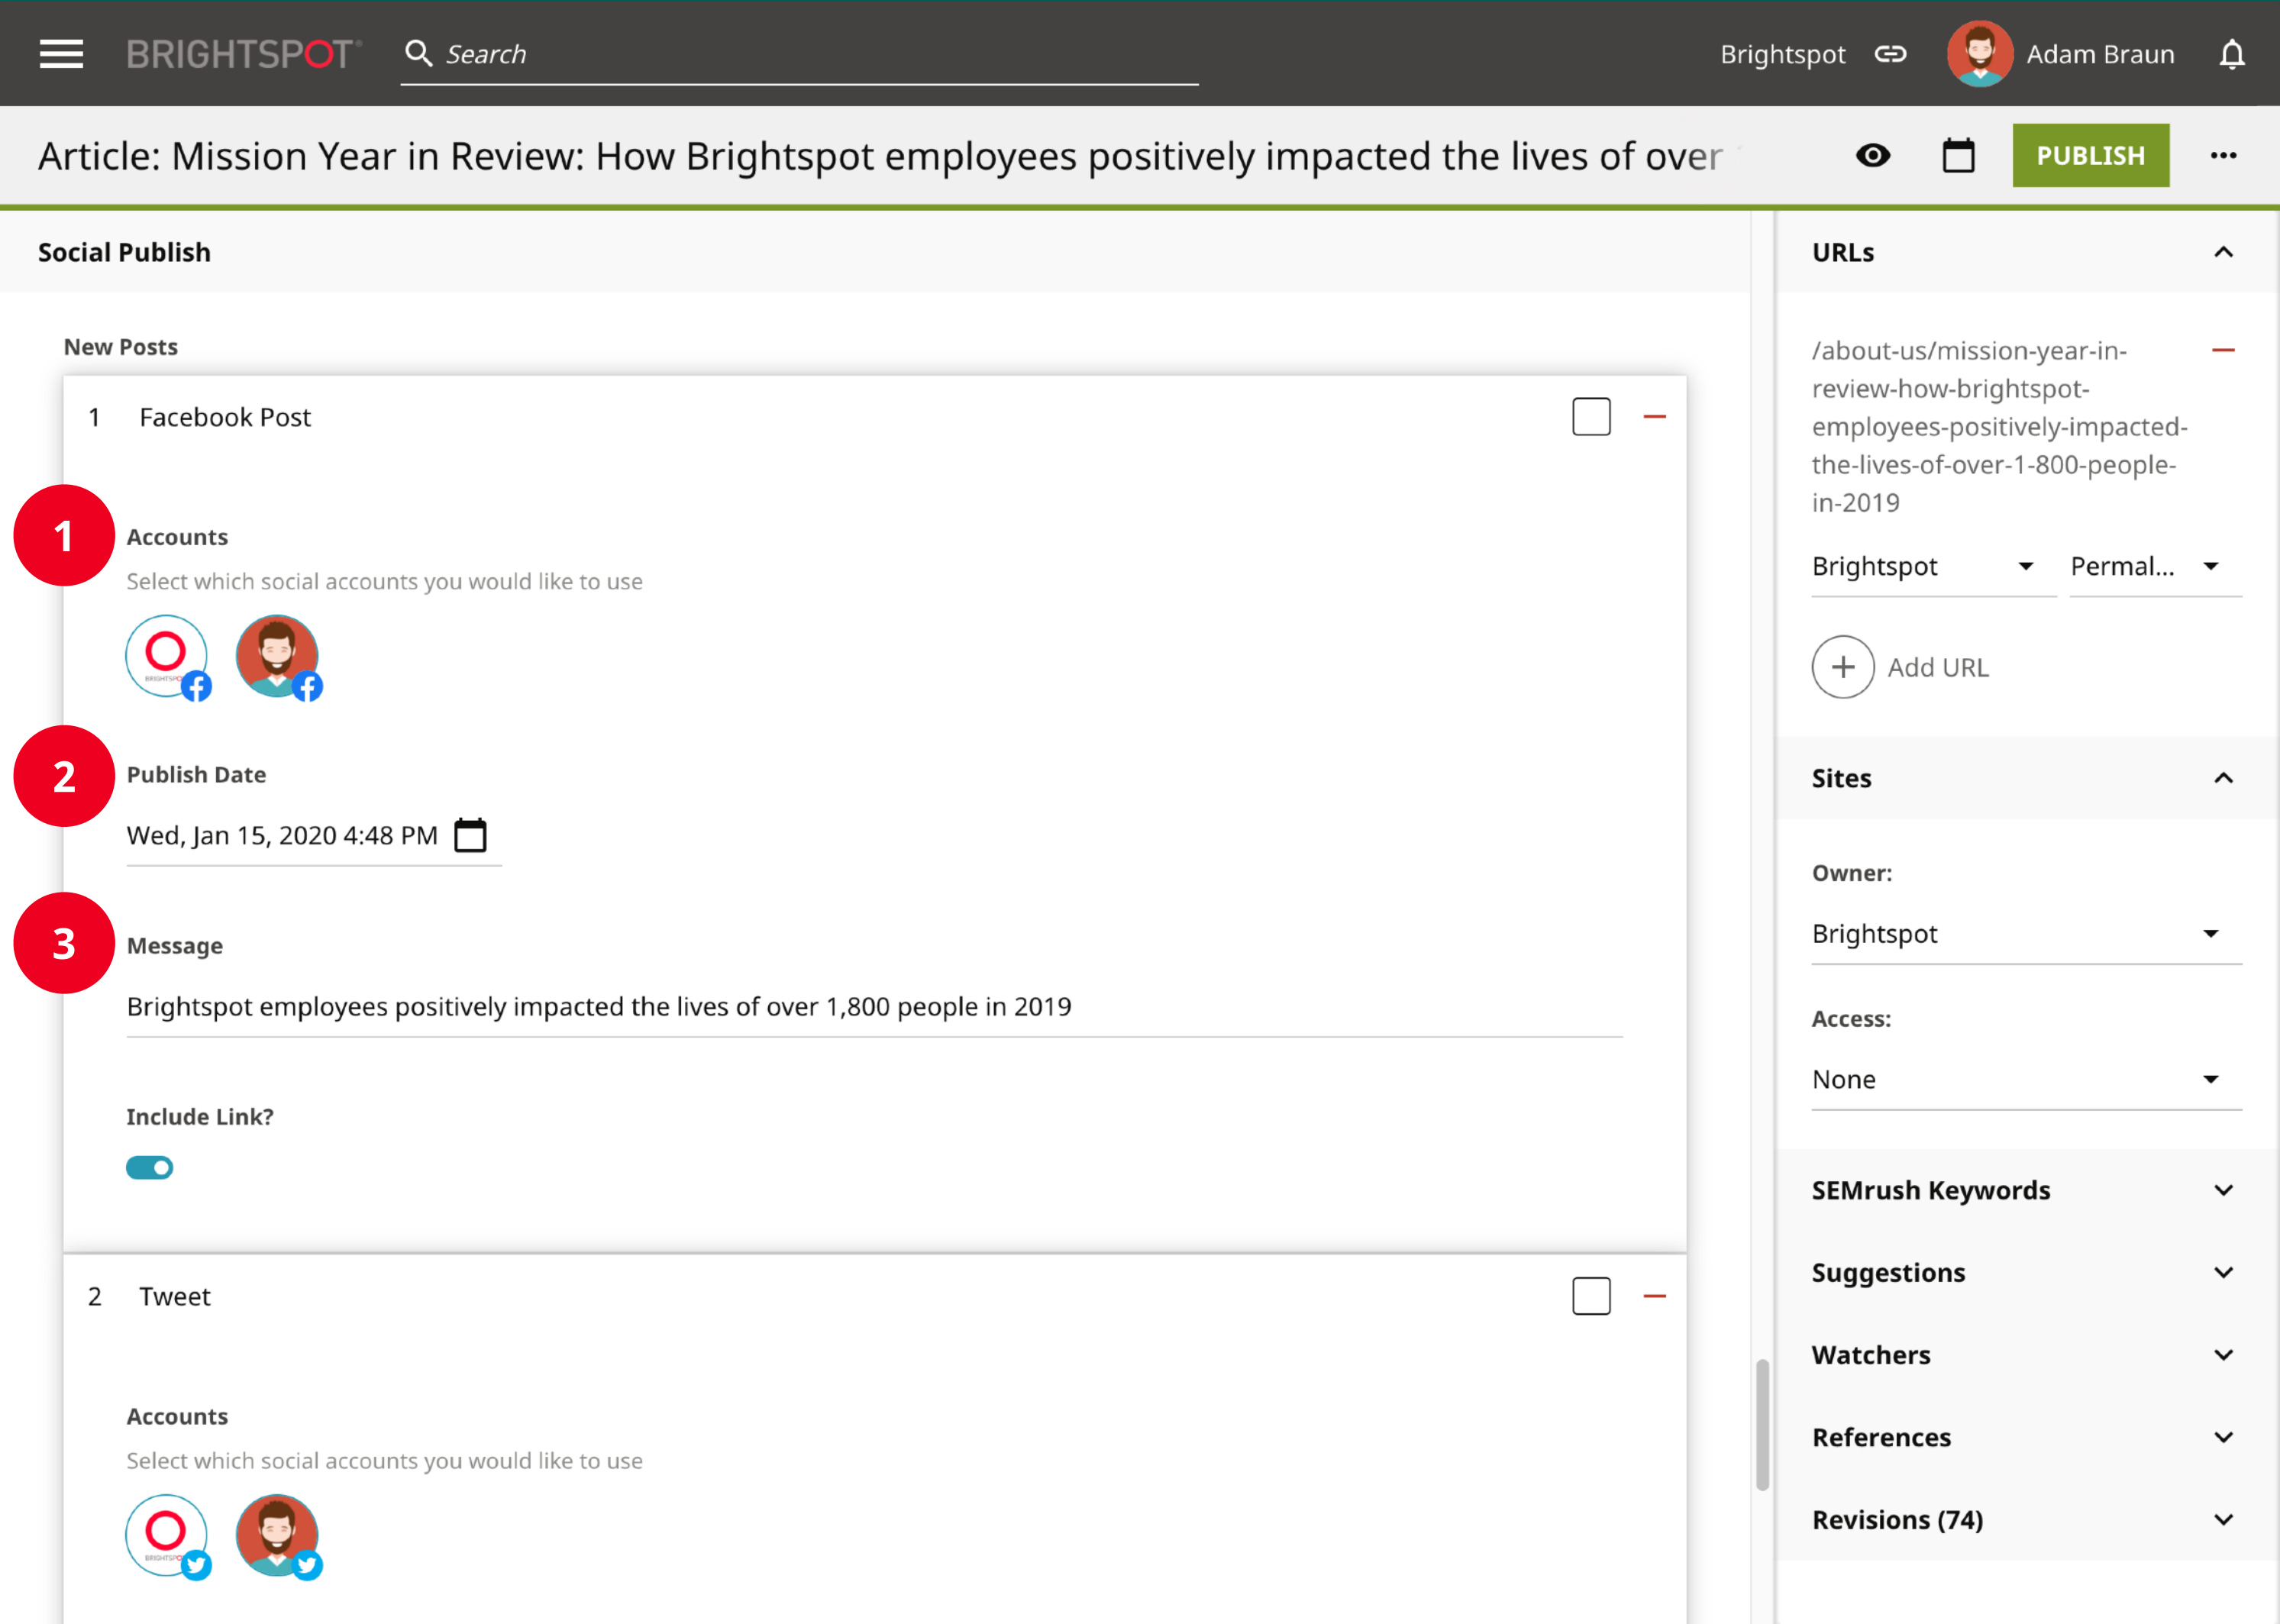 BRIGHTSPOT
Search
Brightspot
Adam Braun
Article: Mission Year in Review: How Brightspot employees positively impacted the lives of over
PUBLISH
Social Publish
New Posts
1 Facebook Post
1
Accounts
Select which social accounts you would like to use
BRIGHTSPO
2
Publish Date
Wed, Jan 15, 2020 4:48 PM
3
Message
Brightspot employees positively impacted the lives of over 1,800 people in 2019
Include Link?
2 Tweet
Accounts
Select which social accounts you would like to use
BRIGHTSPO
URLs
/about-us/mission-year-in-
review-how-brightspot-
employees-positively-impacted-
the-lives-of-over-1-800-people-
in-2019
Brightspot
Permal...
Add URL
Sites
Owner:
Brightspot
Access:
None
SEMrush Keywords
Suggestions
Watchers
References
Revisions (74)